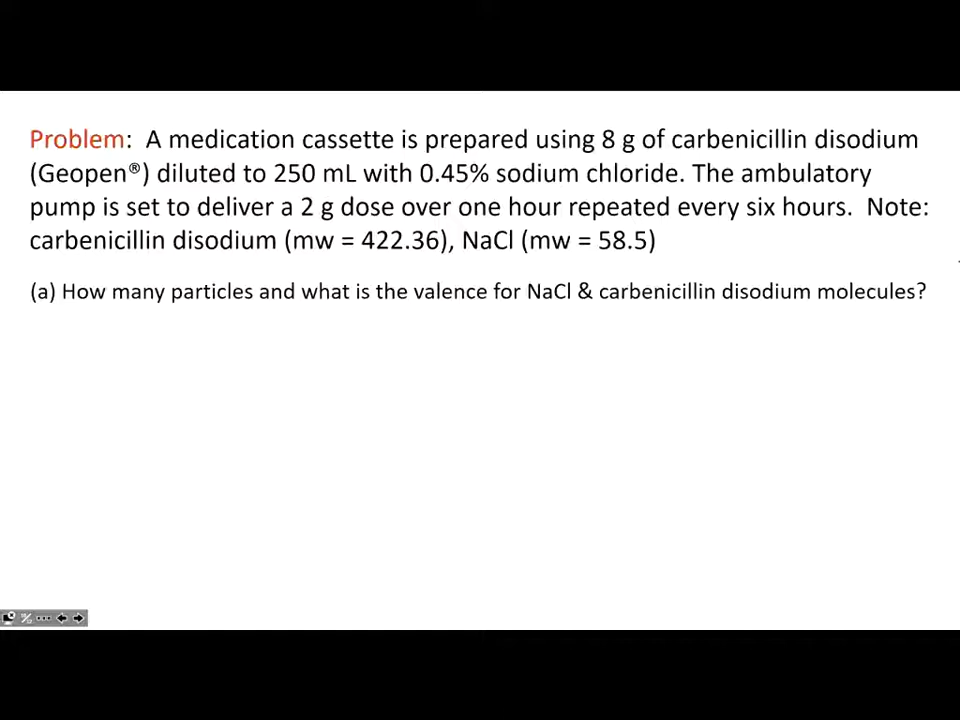 Problem: A medication cassette is prepared using 8 g of carbenicillin disodium
(Geopen®) diluted to 250 mL with 0.45% sodium chloride. The ambulatory
pump is set to deliver a 2 g dose over one hour repeated every six hours. Note:
carbenicillin disodium (mw = 422.36), NaCl (mw = 58.5)
(a) How many particles and what is the valence for NaCl & carbenicillin disodium molecules?